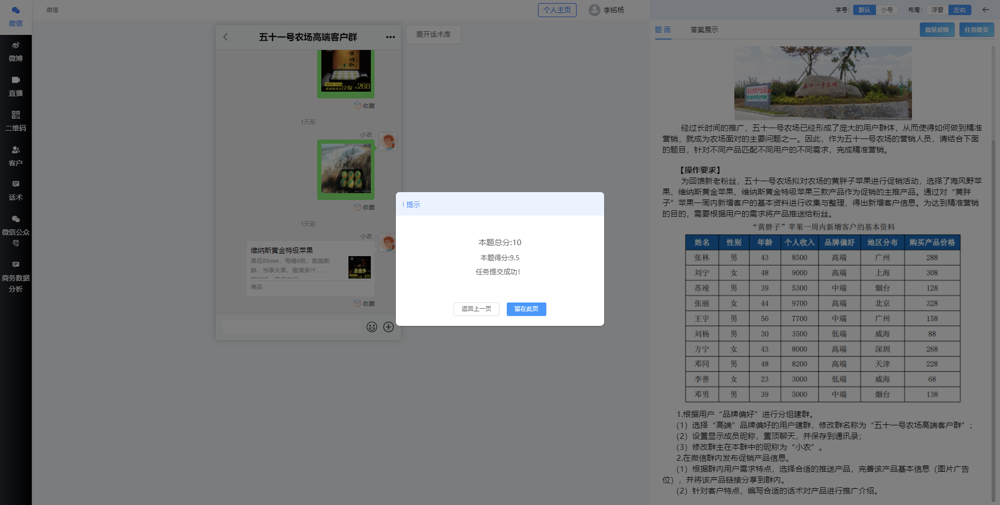 微信
微博
直播
二维码
客户
话术
微信公众
号
商务数据
分析
微信
个人主页
李铭杨
五十一号农场高端客户群
展开话术库
维纳斯
12枚
¥268
收藏
1天前
小农
收藏
1天前
小农
维纳斯黄金特级苹果
果径85mm，每箱6枚，甜脆新
鲜，当季大果，脆爽多汁，...
商品
收藏
提示
本题总分:10
本题得分:9.5
任务提交成功！
返回上一页
留在此页
字号:
默认
小号
布局:
浮窗
左右
题 面
答案展示
意见反馈
任务提交
五十一号农场
经过长时间的推广，五十一号农场已经形成了庞大的用户群体，从而使得如何做到精准
营销，就成为农场面对的主要问题之一。因此，作为五十一号农场的营销人员，请结合下面
的题目，针对不同产品匹配不同用户的不同需求，完成精准营销。
【操作要求】
为回馈新老粉丝，五十一号农场拟对农场的黄胖子苹果进行促销活动，选择了海风野苹
果、维纳斯黄金苹果、维纳斯黄金特级苹果三款产品作为促销的主推产品。通过对“黄胖
子”苹果一周内新增客户的基本资料进行收集与整理，得出新增客户信息。为达到精准营销
的目的，需要根据用户的需求将产品推送给粉丝。
“黄胖子”苹果一周内新增客户的基本资料
姓名 性别 年龄 个人收入 品牌偏好 地区分布 购买产品价格
张林 男 43 8500 高端 广州 288
刘宁 女 48 9000 高端 上海 308
苏竣 男 39 5300 中端 烟台 128
张丽 女 44 9700 高端 北京 328
王宇 男 56 7700 中端 广州 158
刘杨 男 30 3500 低端 威海 88
方宁 女 43 8000 高端 深圳 268
邓同 男 48 8200 高端 天津 228
李善 女 23 3000 低端 威海 68
邓男 男 39 5000 中端 烟台 138
1.根据用户“品牌偏好”进行分组建群。
(1）选择“高端”品牌偏好的用户建群，修改群名称为“五十一号农场高端客户群”；
(2）设置显示成员昵称，置顶聊天，并保存到通讯录；
(3）修改群主在本群中的昵称为“小农”。
2.在微信群内发布促销产品信息。
(1）根据群内用户需求特点，选择合适的推送产品，完善该产品基本信息（图片广告
位），并将该产品链接分享到群内。
(2）针对客户特点，编写合适的话术对产品进行推广介绍。